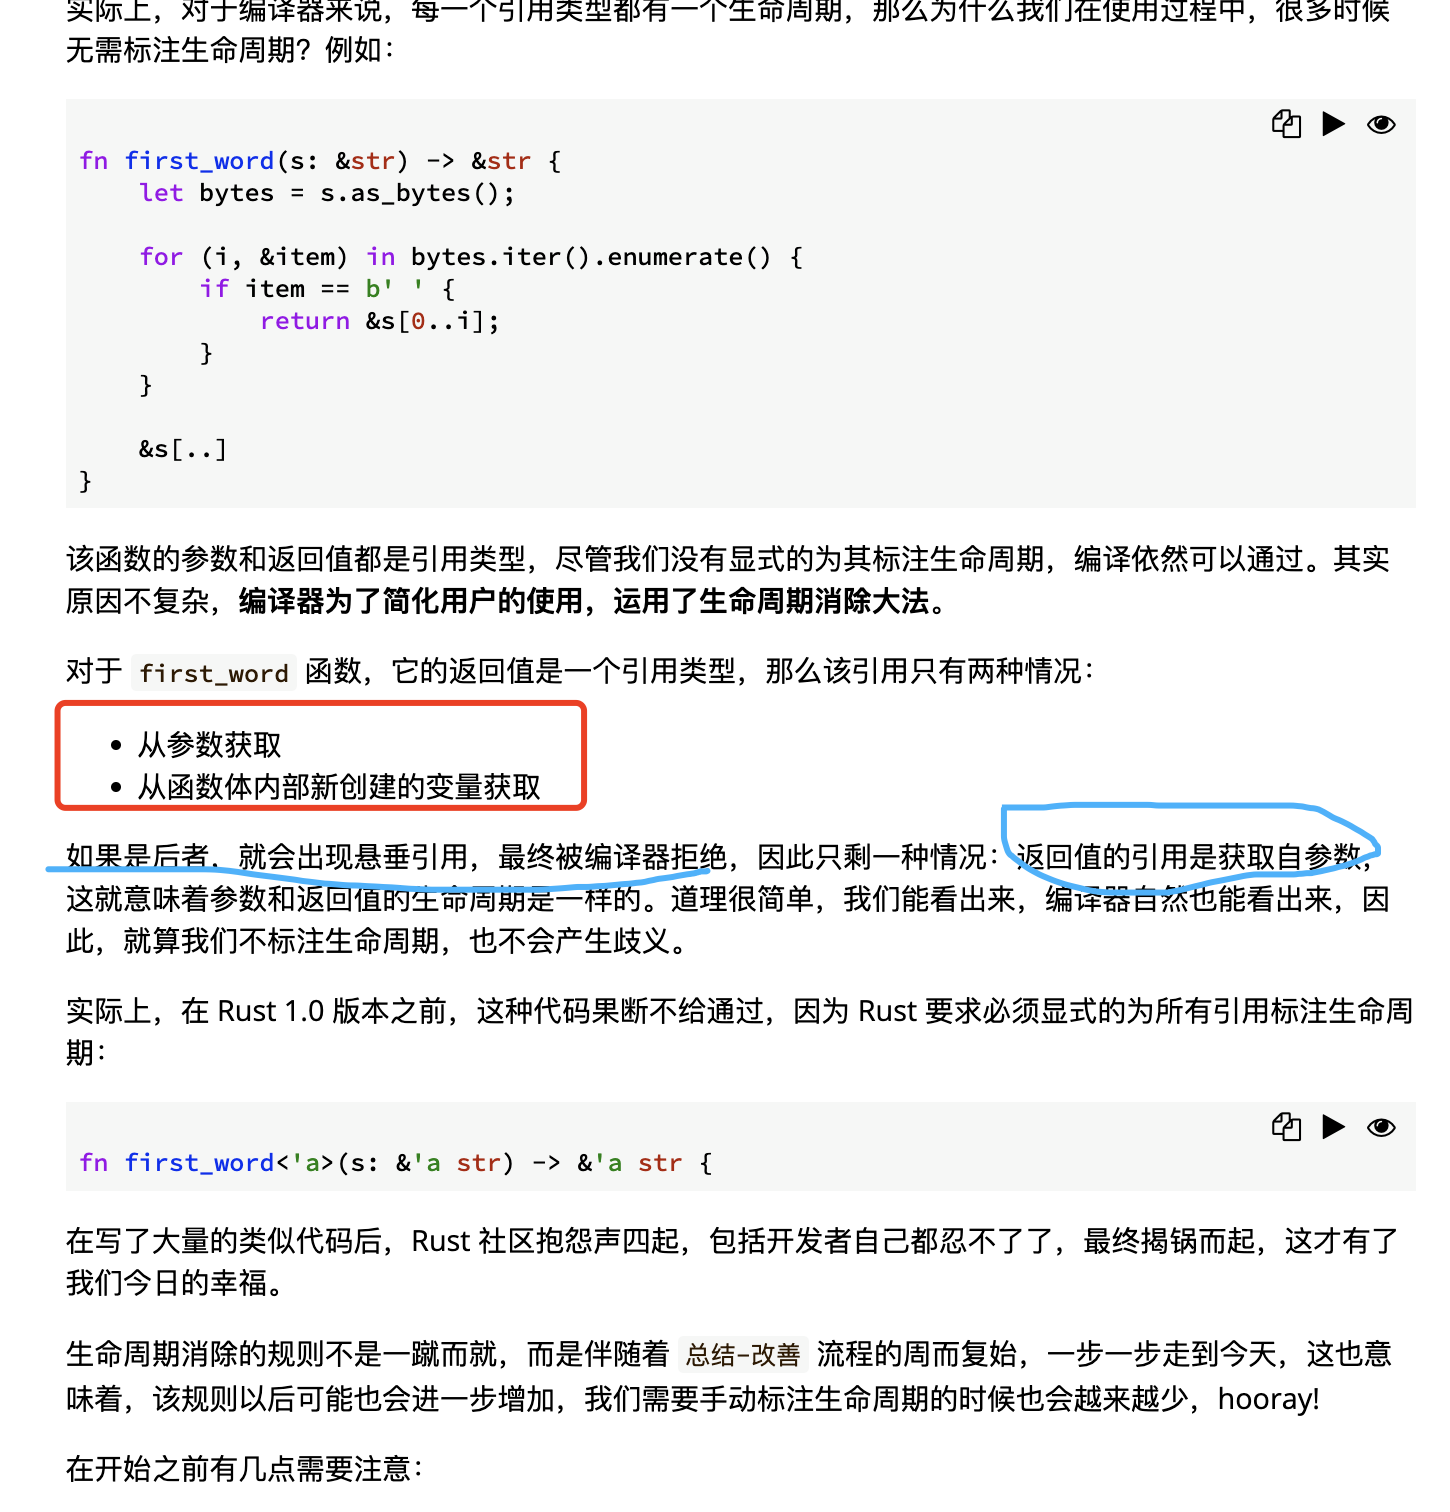 实际上，对于编译器来说，每一个引用类型都有一个生命周期，那么为什么我们在使用过程中，很多时候
无需标注生命周期？例如：
fn first_word(s: &str) -> &str {
    let bytes = s.as_bytes();
    for (i, &item) in bytes.iter().enumerate() {
        if item == b' ' {
            return &s[0..i];
        }
    }
    &s[..]
}
该函数的参数和返回值都是引用类型，尽管我们没有显式的为其标注生命周期，编译依然可以通过。其实
原因不复杂，编译器为了简化用户的使用，运用了生命周期消除大法。
对于 first_word 函数，它的返回值是一个引用类型，那么该引用只有两种情况：
• 从参数获取
• 从函数体内部新创建的变量获取
如果是后者，就会出现悬垂引用，最终被编译器拒绝，因此只剩一种情况：返回值的引用是获取自参数，
这就意味着参数和返回值的生命周期是一样的。道理很简单，我们能看出来，编译器自然也能看出来，因
此，就算我们不标注生命周期，也不会产生歧义。
实际上，在 Rust 1.0 版本之前，这种代码果断不给通过，因为 Rust 要求必须显式的为所有引用标注生命周
期：
fn first_word<'a>(s: &'a str) -> &'a str {
在写了大量的类似代码后，Rust 社区抱怨声四起，包括开发者自己都忍不了了，最终揭锅而起，这才有了
我们今日的幸福。
生命周期消除的规则不是一蹴而就，而是伴随着 总结-改善 流程的周而复始，一步一步走到今天，这也意
味着，该规则以后可能也会进一步增加，我们需要手动标注生命周期的时候也会越来越少，hooray!
在开始之前有几点需要注意：